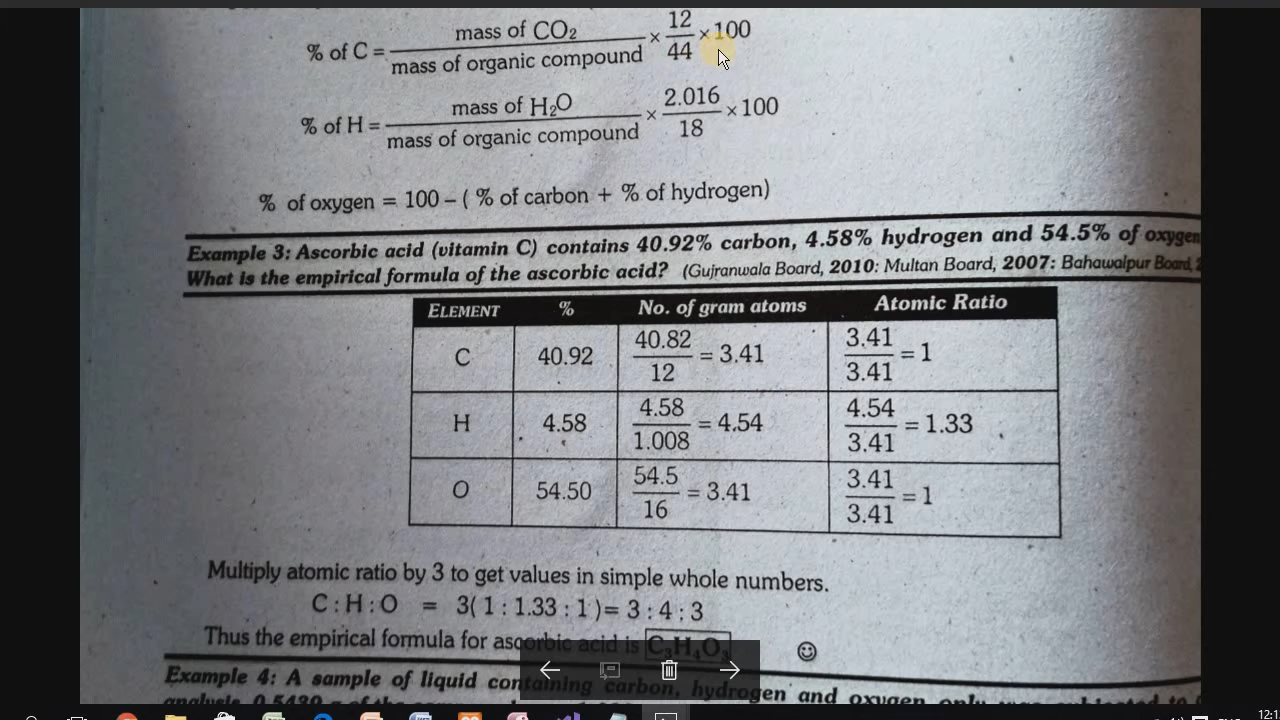 % of C = mass of CO2 / mass of organic compound × 12 / 44 × 100
% of H = mass of H2O / mass of organic compound × 2.016 / 18 × 100
% of oxygen = 100 – ( % of carbon + % of hydrogen)
Example 3: Ascorbic acid (vitamin C) contains 40.92% carbon, 4.58% hydrogen and 54.5% of oxygen
What is the empirical formula of the ascorbic acid? (Gujranwala Board, 2010: Multan Board, 2007: Bahawalpur Board,
ELEMENT % No. of gram atoms Atomic Ratio
C 40.92 40.82 / 12 = 3.41 3.41 / 3.41 = 1
H 4.58 4.58 / 1.008 = 4.54 4.54 / 3.41 = 1.33
O 54.50 54.5 / 16 = 3.41 3.41 / 3.41 = 1
Multiply atomic ratio by 3 to get values in simple whole numbers.
C : H : O = 3( 1 : 1.33 : 1 )= 3 : 4 : 3
Thus the empirical formula for ascorbic acid is C3H4O3
Example 4: A sample of liquid containing carbon, hydrogen and oxygen only was subjected to
12:1